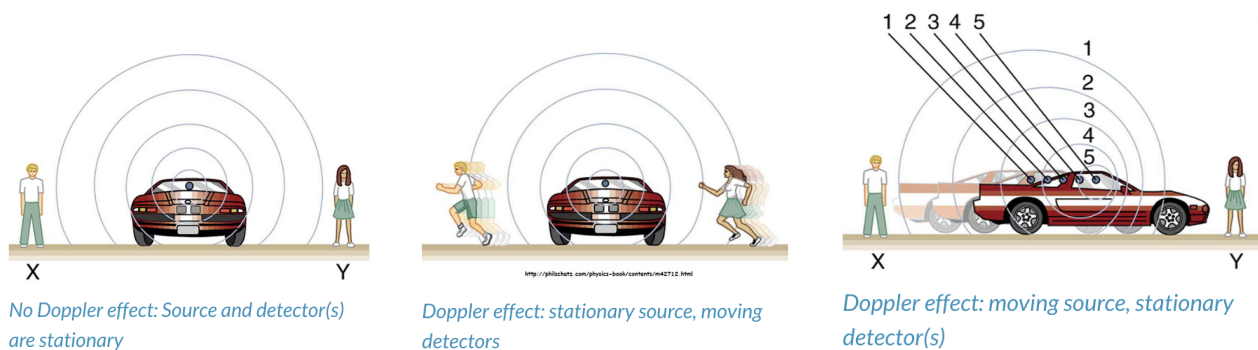 X
Y
No Doppler effect: Source and detector(s)
are stationary
http://philschatz.com/physics-book/contents/m42712.html
Doppler effect: stationary source, moving
detectors
1 2 3 4 5
1
2
3
4
5
X
Y
Doppler effect: moving source, stationary
detector(s)